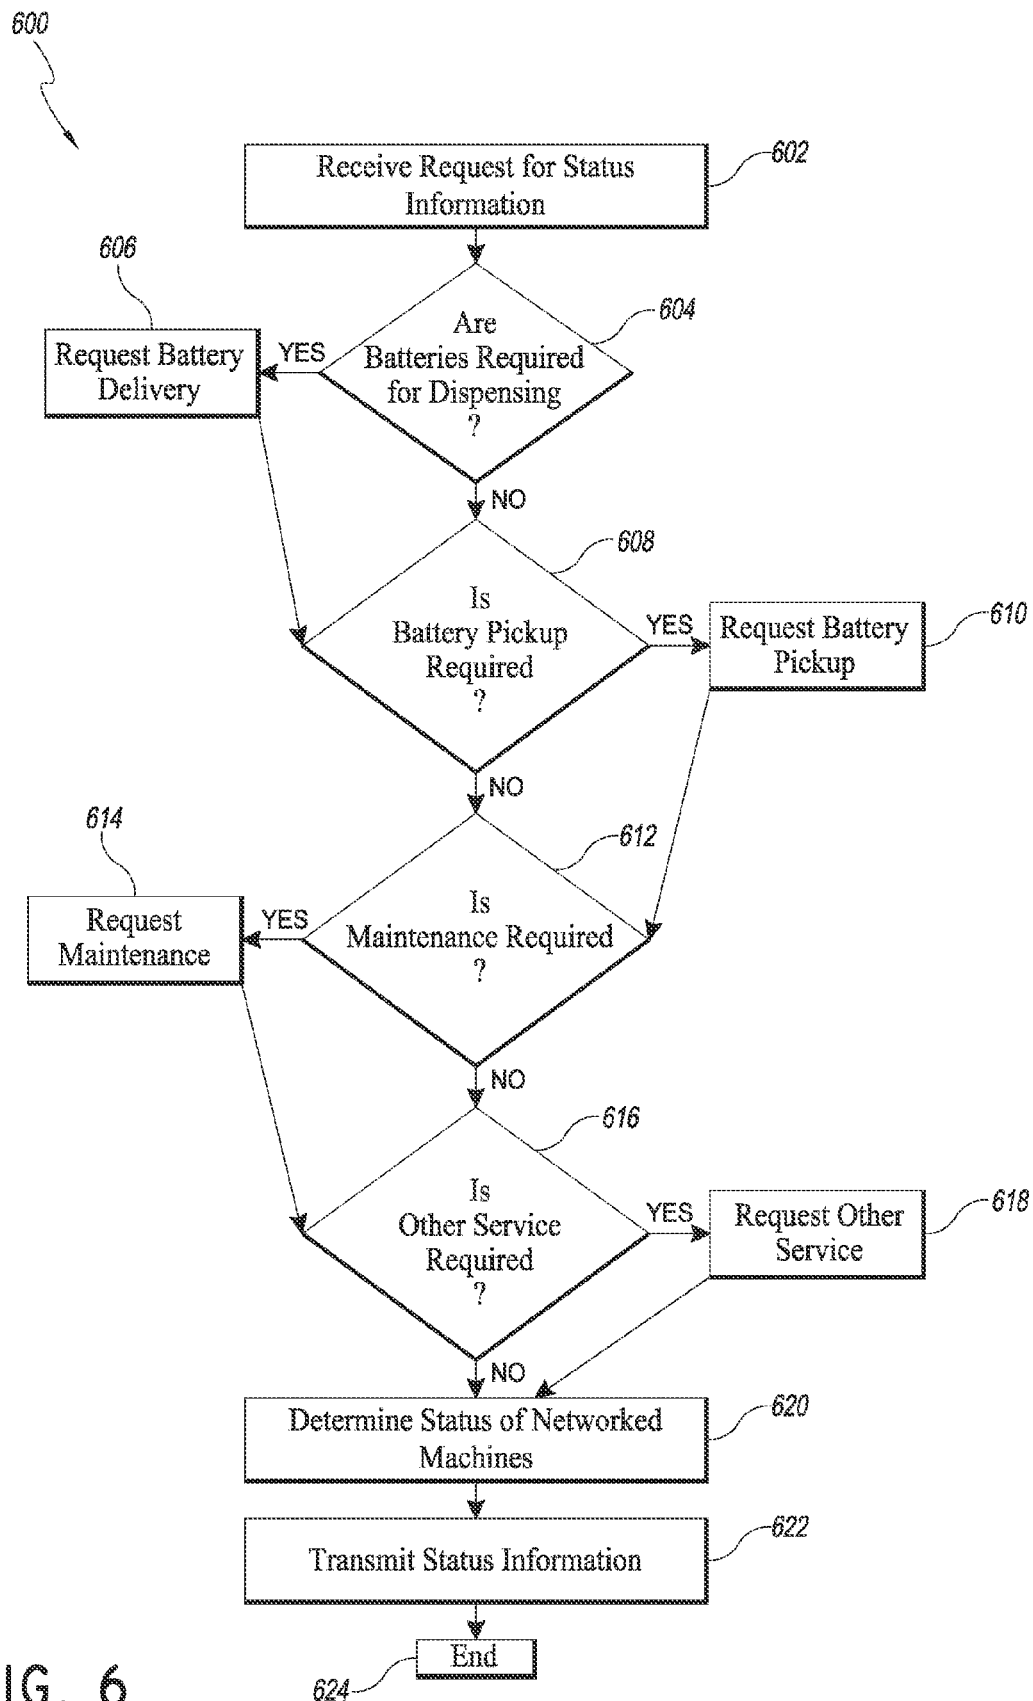 600
Receive Request for Status
Information
602
606
Are
Batteries Required
for Dispensing
?
604
YES
Request Battery
Delivery
NO
608
Is
Battery Pickup
Required
?
YES
Request Battery
Pickup
610
NO
614
612
Is
Maintenance Required
?
YES
Request
Maintenance
NO
616
Is
Other Service
Required
?
YES
Request Other
Service
618
NO
Determine Status of Networked
Machines
620
Transmit Status Information
622
End
624
IG. 6